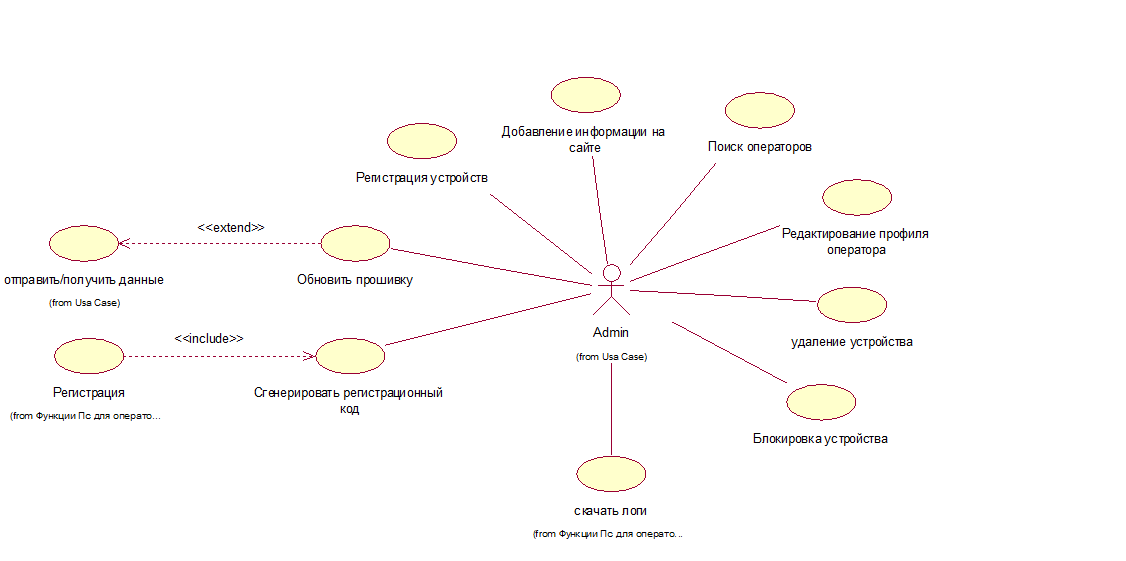 Добавление информации на
сайте
Поиск операторов
Регистрация устройств
<<extend>>
Редактирование профиля
оператора
отправить/получить данные
(from Usa Case)
Обновить прошивку
<<include>>
Admin
(from Usa Case)
удаление устройства
Регистрация
(from Функции Пс для операто...
Сгенерировать регистрационный
код
Блокировка устройства
скачать логи
(from Функции Пс для операто...